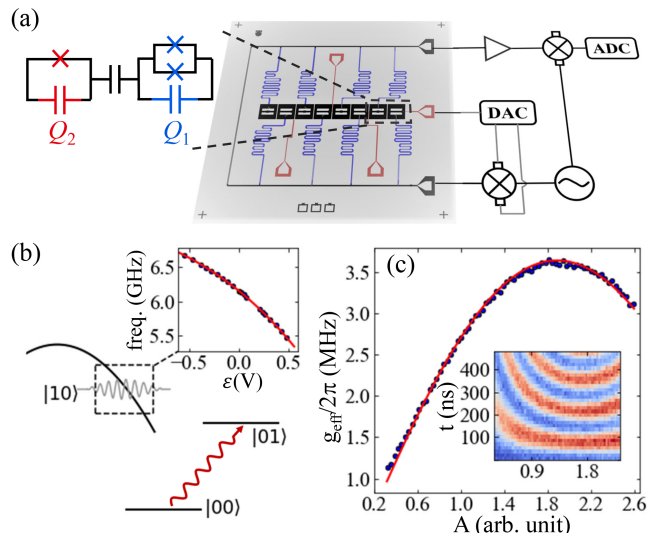 (a)
Q₂
Q₁
ADC
DAC
(b)
freq. (GHz)
6.5
6.0
5.5
−0.5
0.0
0.5
ε(V)
|10⟩
|01⟩
|00⟩
(c)
g_eff/2π (MHz)
3.5
3.0
2.5
2.0
1.5
1.0
0.2
0.6
1.0
1.4
1.8
2.2
2.6
A (arb. unit)
t (ns)
400
300
200
100
0.9
1.8